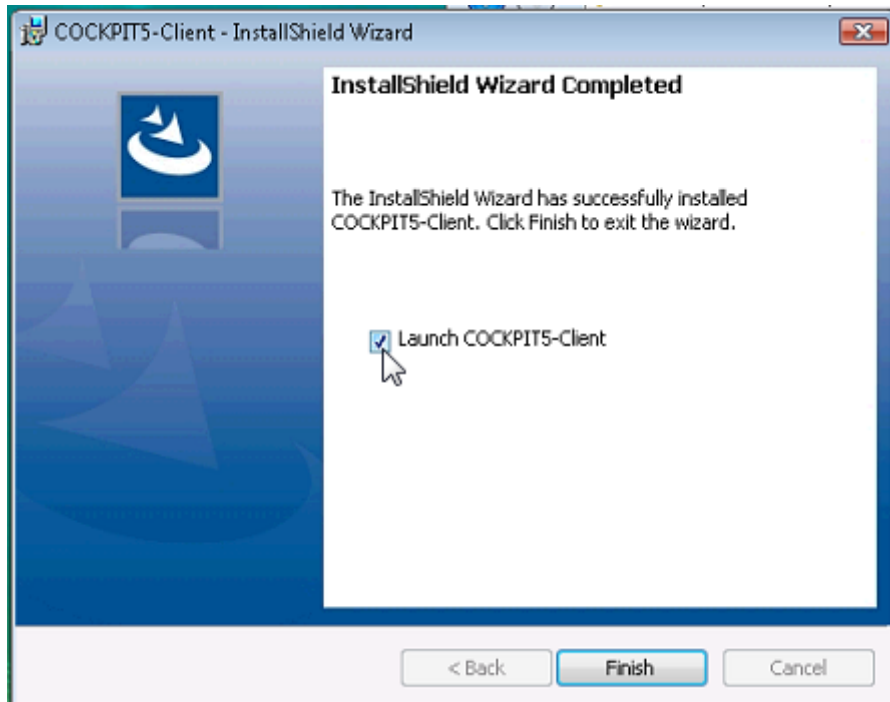 COCKPIT5-Client - InstallShield Wizard
InstallShield Wizard Completed
The InstallShield Wizard has successfully installed
COCKPIT5-Client. Click Finish to exit the wizard.
Launch COCKPIT5-Client
< Back
Finish
Cancel